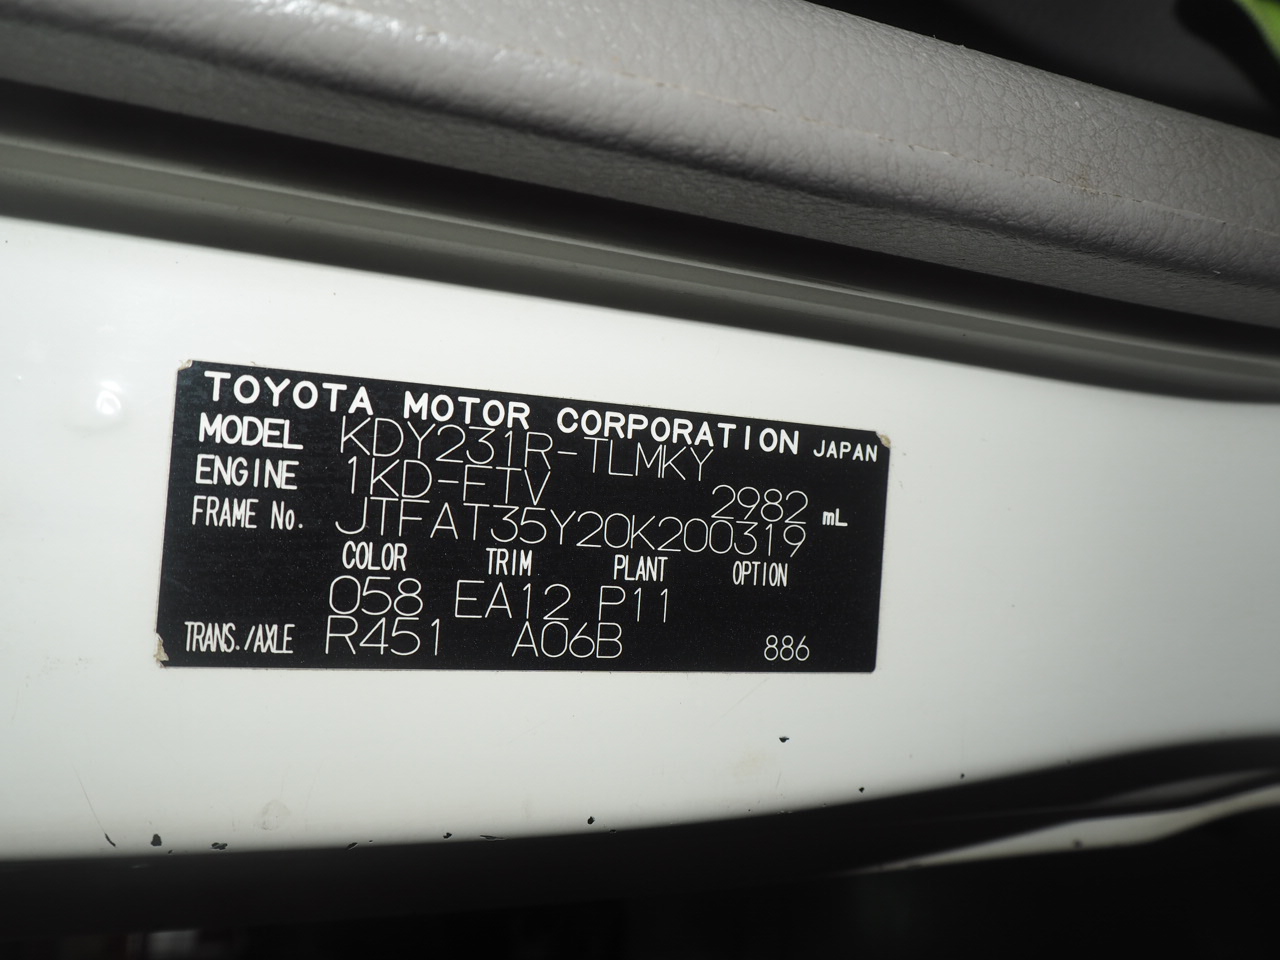 TOYOTA MOTOR CORPORATION JAPAN
MODEL KDY231R-TLMKY
ENGINE 1KD-FTV 2982 mL
FRAME No. JTFAT35Y20K200319
COLOR TRIM PLANT OPTION
058 EA12 P11
TRANS./AXLE R451 A06B 886